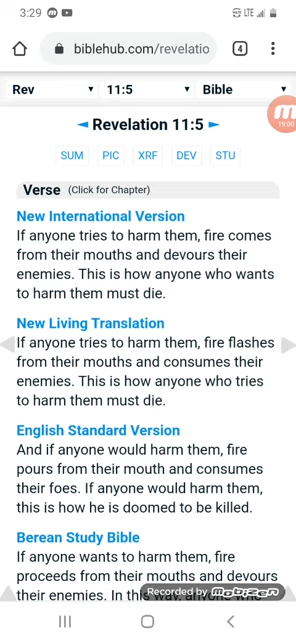 3:29 LTE
biblehub.com/revelatio 4
Rev 11:5 Bible
Revelation 11:5
19:00
SUM PIC XRF DEV STU
Verse (Click for Chapter)
New International Version
If anyone tries to harm them, fire comes
from their mouths and devours their
enemies. This is how anyone who wants
to harm them must die.
New Living Translation
If anyone tries to harm them, fire flashes
from their mouths and consumes their
enemies. This is how anyone who tries
to harm them must die.
English Standard Version
And if anyone would harm them, fire
pours from their mouth and consumes
their foes. If anyone would harm them,
this is how he is doomed to be killed.
Berean Study Bible
If anyone wants to harm them, fire
proceeds from their mouths and devours
their enemies. In this way, anyone who
Recorded by mobizen